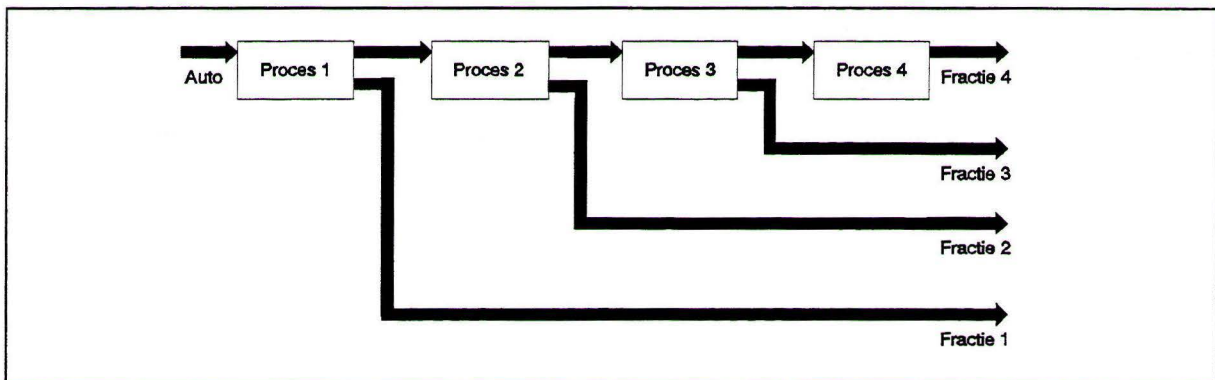 Auto
Proces 1
Proces 2
Proces 3
Proces 4
Fractie 4
Fractie 3
Fractie 2
Fractie 1